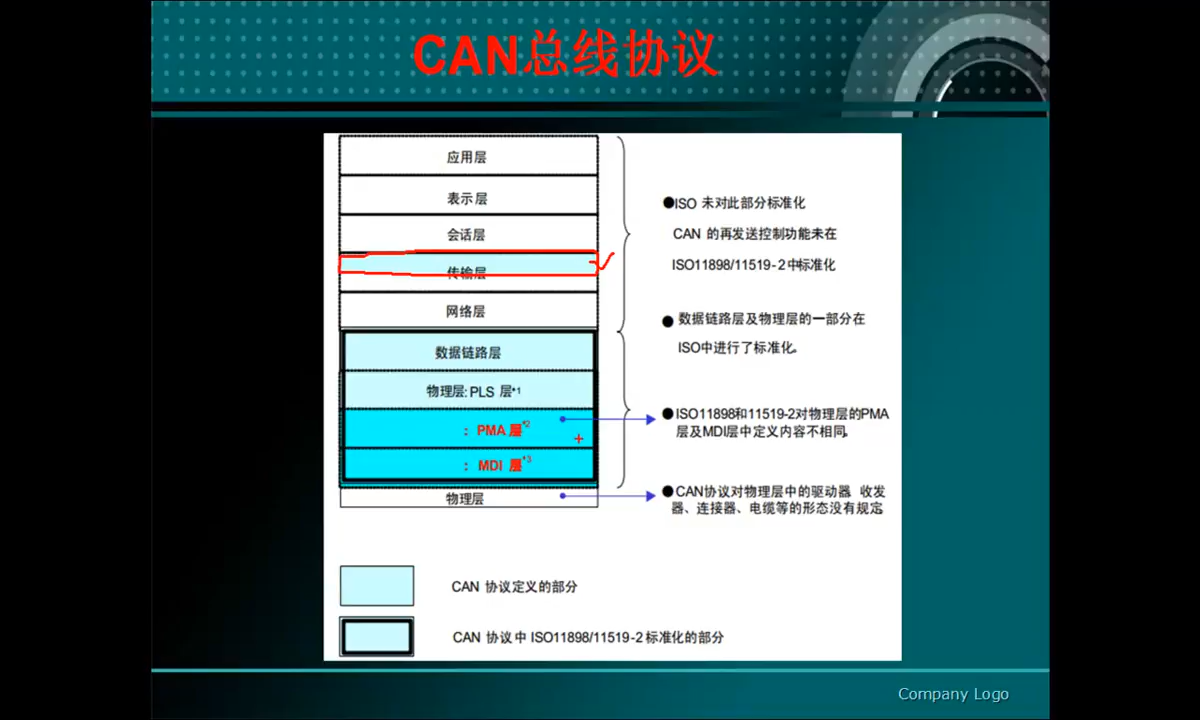 CAN总线协议
应用层
表示层
会话层
传输层
网络层
数据链路层
物理层: PLS 层*1
: PMA 层*2
: MDI 层*3
物理层
●ISO 未对此部分标准化
CAN 的再发送控制功能未在
ISO11898/11519-2中标准化
● 数据链路层及物理层的一部分在
ISO中进行了标准化。
●ISO11898和11519-2对物理层的PMA
层及MDI层中定义内容不相同。
●CAN协议对物理层中的驱动器 收发
器、连接器、电缆等的形态没有规定。
CAN 协议定义的部分
CAN 协议中 ISO11898/11519-2 标准化的部分
Company Logo